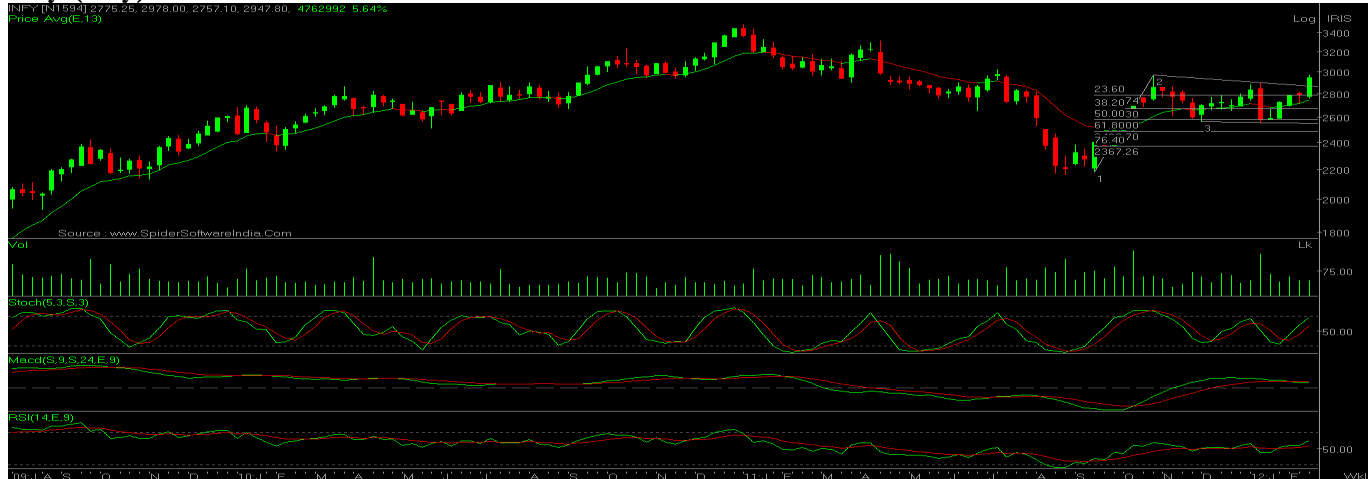 INFY [N1594] 2775.25, 2978.00, 2757.10, 2947.80, 4762992 5.64%
Price Avg(E,13)
Log IRIS
3400
3200
3000
2800
2600
2400
2200
2000
1800
2
23.60
38.20
50.00
61.80
76.40
2367.26
3
1
Source : www.SpiderSoftwareIndia.Com
Vol
Lk
75.00
Stoch(5,3,S,3)
50.00
Macd(S,9,S,24,E,9)
RSI(14,E,9)
50.00
'09:J A S O N D 10:J F M A M J J A S O N D 11:J F M A M J J A S O N D 12:J F Wkl